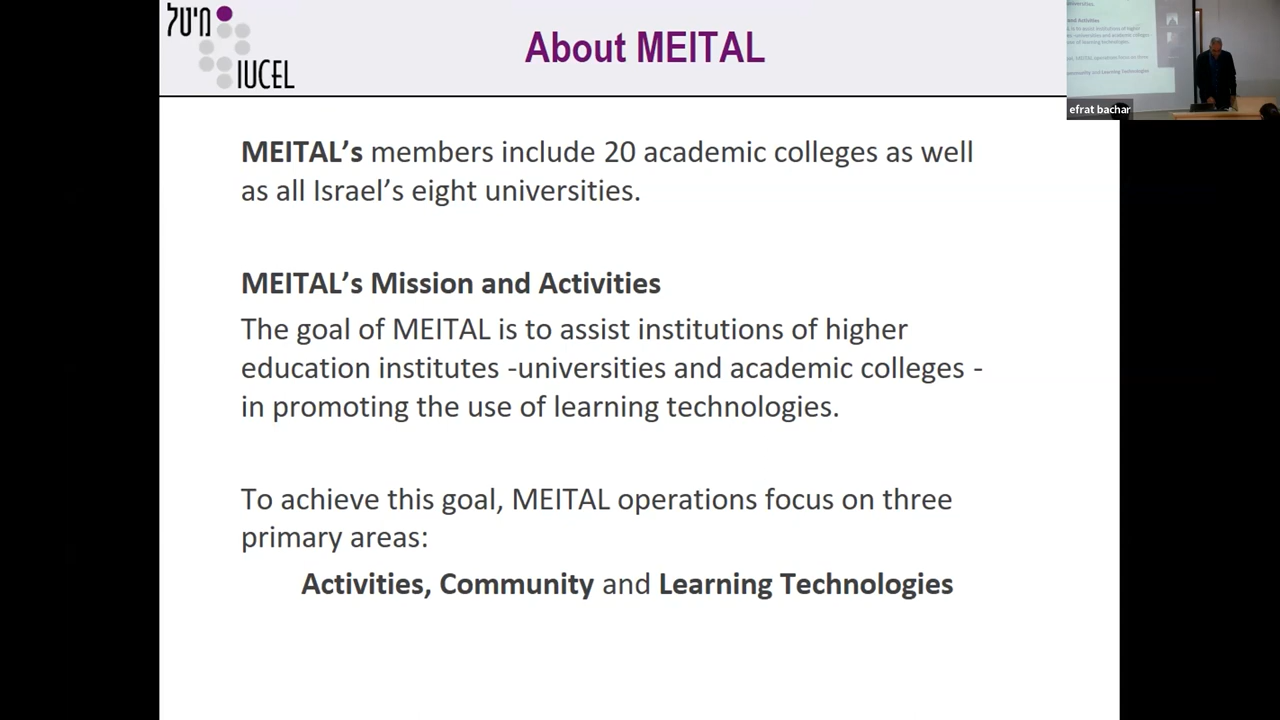 מיטל
IUCEL
About MEITAL
MEITAL's members include 20 academic colleges as well
as all Israel's eight universities.
MEITAL's Mission and Activities
The goal of MEITAL is to assist institutions of higher
education institutes -universities and academic colleges -
in promoting the use of learning technologies.
To achieve this goal, MEITAL operations focus on three
primary areas:
Activities, Community and Learning Technologies
efrat bachar